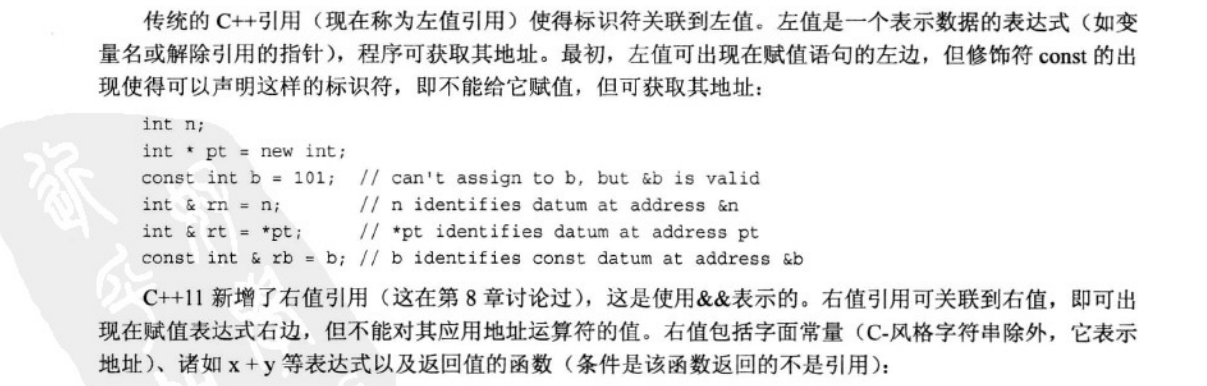 传统的 C++引用（现在称为左值引用）使得标识符关联到左值。左值是一个表示数据的表达式（如变
量名或解除引用的指针），程序可获取其地址。最初，左值可出现在赋值语句的左边，但修饰符 const 的出
现使得可以声明这样的标识符，即不能给它赋值，但可获取其地址：
int n;
int * pt = new int;
const int b = 101;  // can't assign to b, but &b is valid
int & rn = n;       // n identifies datum at address &n
int & rt = *pt;     // *pt identifies datum at address pt
const int & rb = b; // b identifies const datum at address &b
C++11 新增了右值引用（这在第 8 章讨论过），这是使用&&表示的。右值引用可关联到右值，即可出
现在赋值表达式右边，但不能对其应用地址运算符的值。右值包括字面常量（C-风格字符串除外，它表示
地址）、诸如 x + y 等表达式以及返回值的函数（条件是该函数返回的不是引用）：